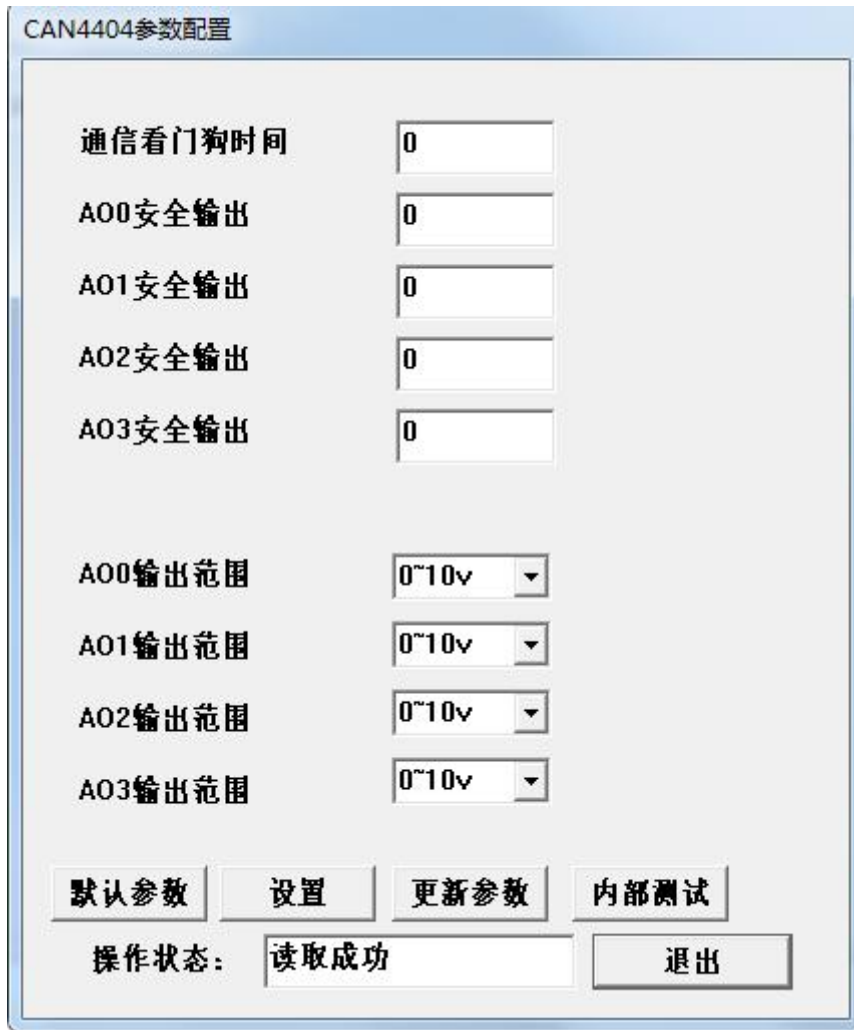 CAN4404参数配置
通信看门狗时间 0
AO0安全输出 0
AO1安全输出 0
AO2安全输出 0
AO3安全输出 0
AO0输出范围 0~10v
AO1输出范围 0~10v
AO2输出范围 0~10v
AO3输出范围 0~10v
默认参数 设置 更新参数 内部测试
操作状态： 读取成功 退出